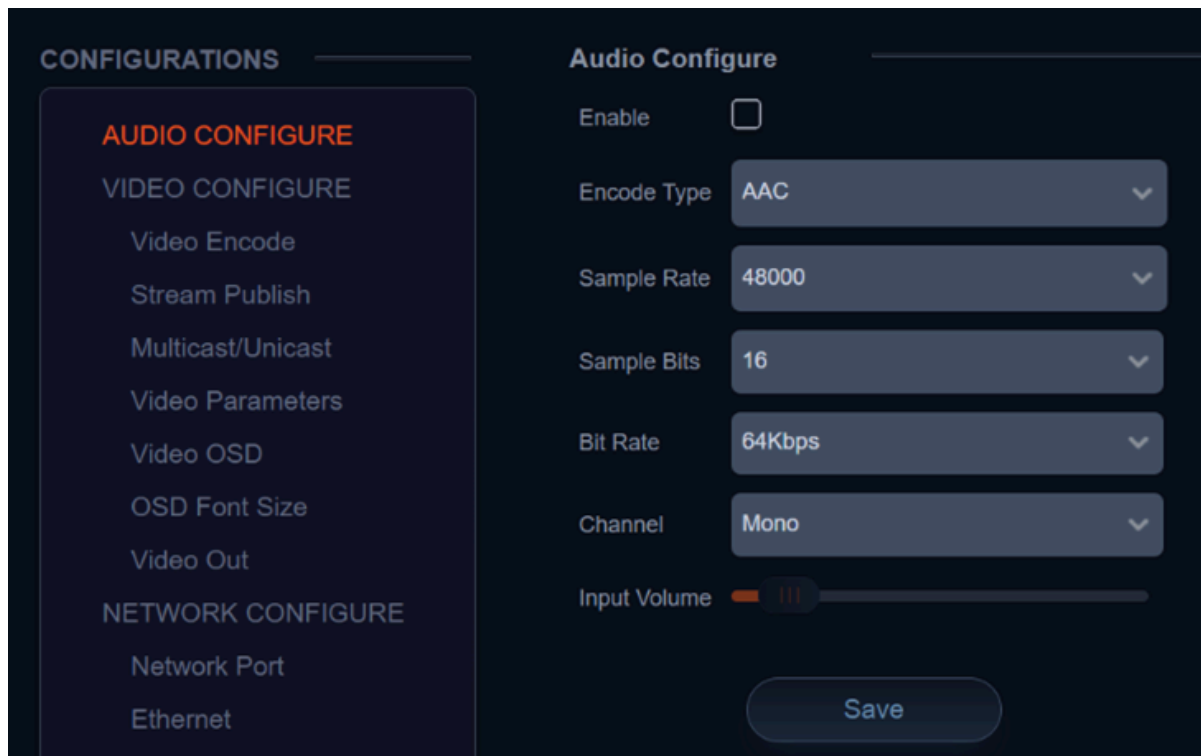 CONFIGURATIONS
AUDIO CONFIGURE
VIDEO CONFIGURE
Video Encode
Stream Publish
Multicast/Unicast
Video Parameters
Video OSD
OSD Font Size
Video Out
NETWORK CONFIGURE
Network Port
Ethernet
Audio Configure
Enable
Encode Type AAC
Sample Rate 48000
Sample Bits 16
Bit Rate 64Kbps
Channel Mono
Input Volume
Save